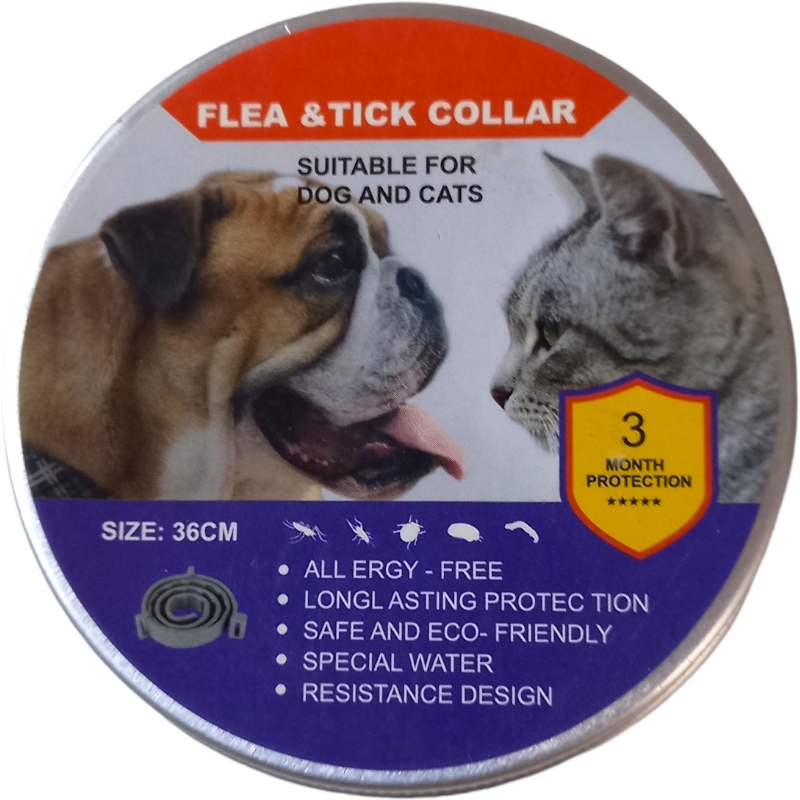 FLEA &TICK COLLAR
SUITABLE FOR
DOG AND CATS
3
MONTH
PROTECTION
★★★★★
SIZE: 36CM
• ALL ERGY - FREE
• LONGL ASTING PROTEC TION
• SAFE AND ECO- FRIENDLY
• SPECIAL WATER
• RESISTANCE DESIGN